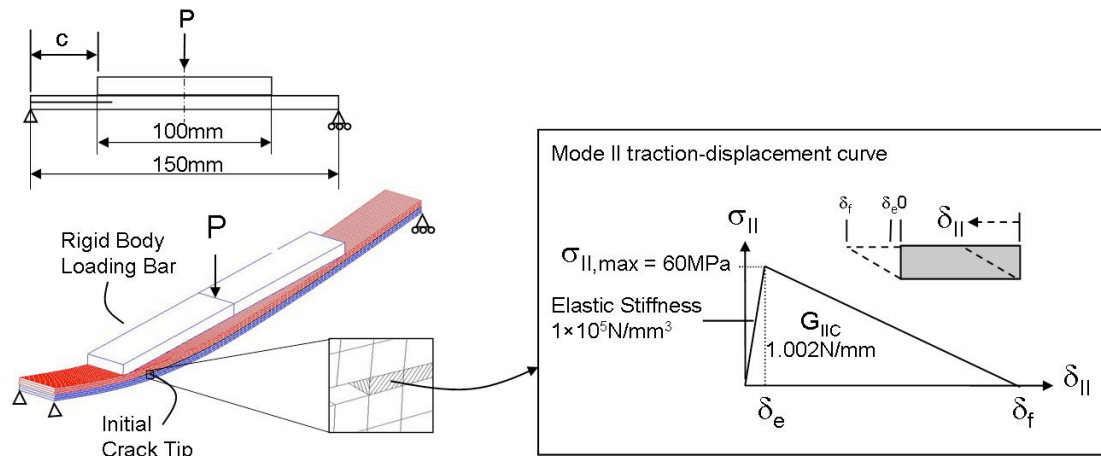 P
c
100mm
150mm
Rigid Body
Loading Bar
P
Initial
Crack Tip
Mode II traction-displacement curve
δf
δe0
δII
σII
σII,max = 60MPa
Elastic Stiffness
1×10⁵N/mm³
GIIC
1.002N/mm
δII
δe
δf